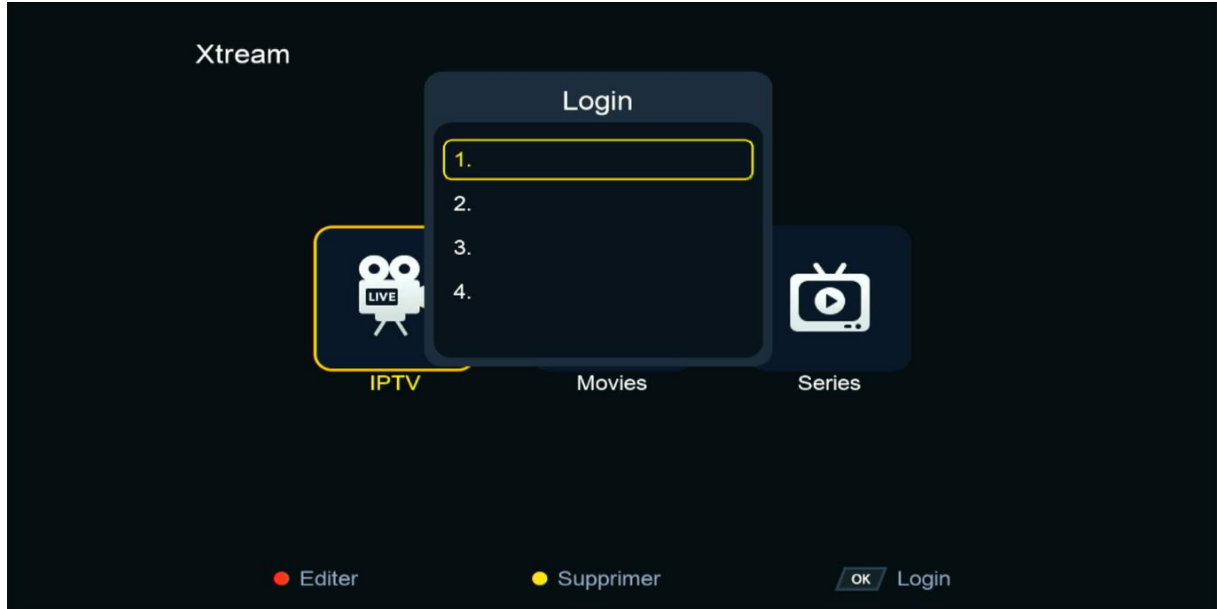 Xtream
Login
1.
2.
3.
4.
LIVE
IPTV
Movies
Series
Editer
Supprimer
OK Login